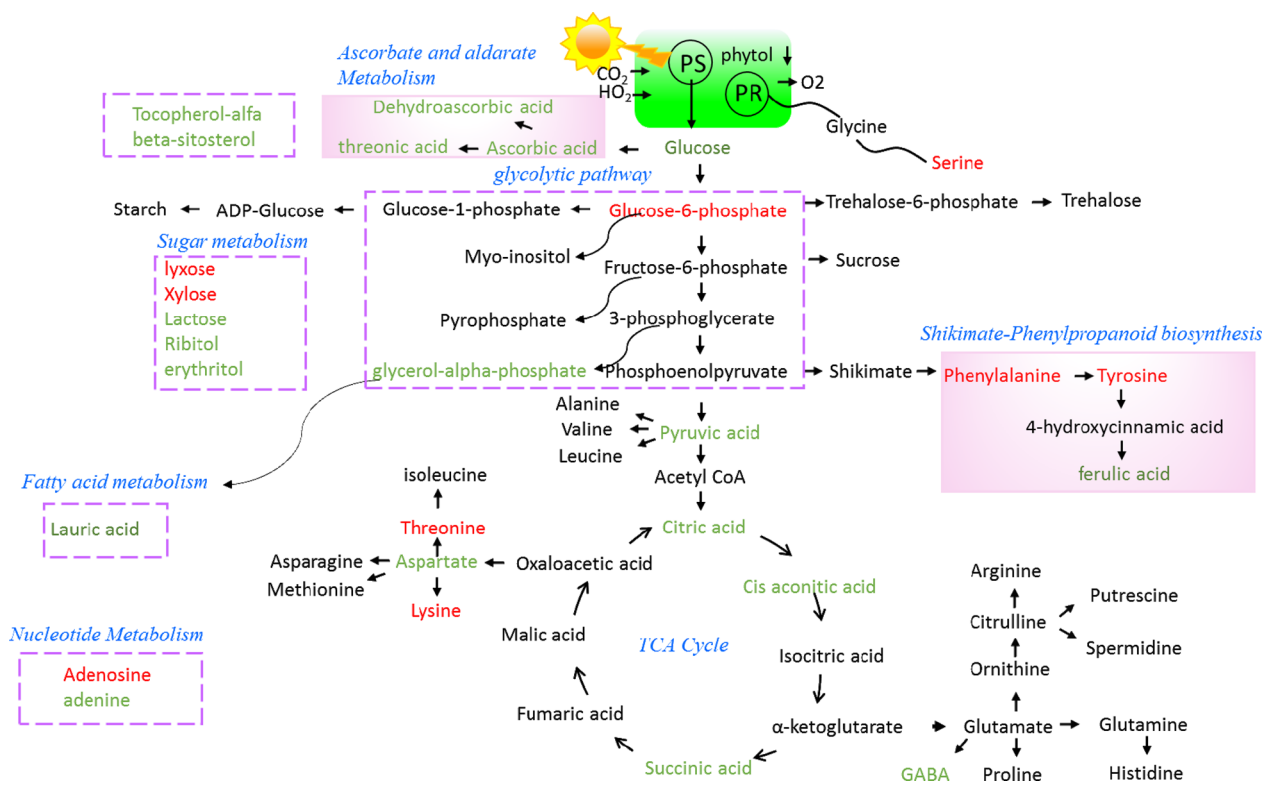 Ascorbate and aldarate
Metabolism
PS
phytol
CO2
HO2
PR
O2
Glycine
Serine
Tocopherol-alfa
beta-sitosterol
Dehydroascorbic acid
threonic acid
Ascorbic acid
Glucose
glycolytic pathway
Starch
ADP-Glucose
Glucose-1-phosphate
Glucose-6-phosphate
Trehalose-6-phosphate
Trehalose
Sugar metabolism
lyxose
Xylose
Lactose
Ribitol
erythritol
Myo-inositol
Fructose-6-phosphate
Sucrose
Pyrophosphate
3-phosphoglycerate
glycerol-alpha-phosphate
Phosphoenolpyruvate
Shikimate
Shikimate-Phenylpropanoid biosynthesis
Phenylalanine
Tyrosine
4-hydroxycinnamic acid
ferulic acid
Alanine
Valine
Leucine
Pyruvic acid
Acetyl CoA
Fatty acid metabolism
Lauric acid
isoleucine
Threonine
Asparagine
Aspartate
Methionine
Lysine
Oxaloacetic acid
Citric acid
Cis aconitic acid
Malic acid
TCA Cycle
Isocitric acid
Fumaric acid
α-ketoglutarate
Succinic acid
Nucleotide Metabolism
Adenosine
adenine
Arginine
Citrulline
Putrescine
Spermidine
Ornithine
Glutamate
Glutamine
GABA
Proline
Histidine